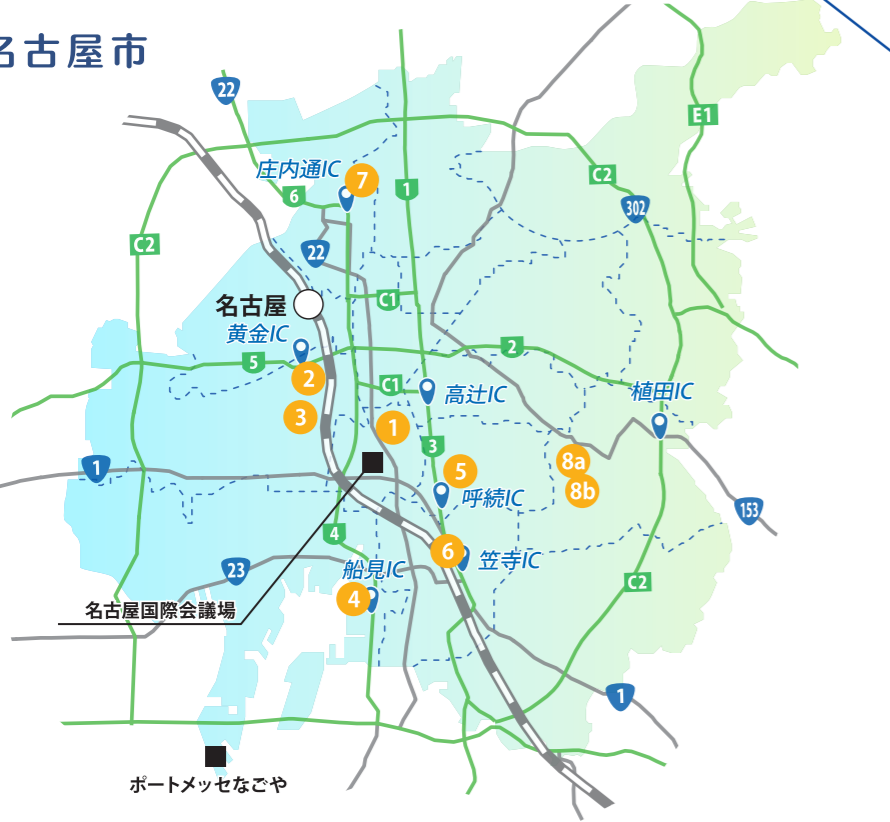 名古屋市
22
E1
庄内通IC
7
6
1
C2
302
C2
22
名古屋
C1
黄金IC
5
2
2
C1
高辻IC
植田IC
3
1
3
1
5
8a
呼続IC
8b
153
4
6
笠寺IC
23
船見IC
C2
4
名古屋国際会議場
1
ポートメッセなごや